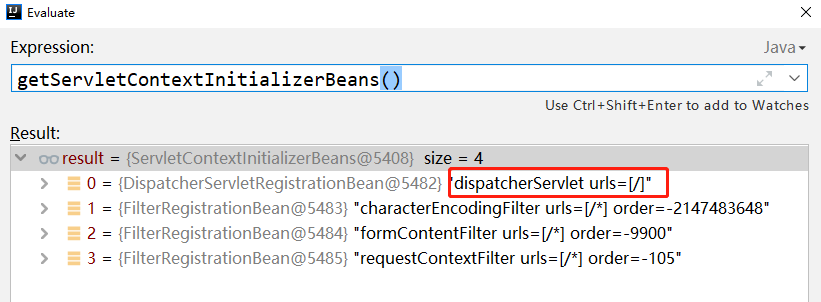 Evaluate
Expression:
Java
getServletContextInitializerBeans()
Use Ctrl+Shift+Enter to add to Watches
Result:
result = {ServletContextInitializerBeans@5408} size = 4
0 = {DispatcherServletRegistrationBean@5482} "dispatcherServlet urls=[/]"
1 = {FilterRegistrationBean@5483} "characterEncodingFilter urls=[/*] order=-2147483648"
2 = {FilterRegistrationBean@5484} "formContentFilter urls=[/*] order=-9900"
3 = {FilterRegistrationBean@5485} "requestContextFilter urls=[/*] order=-105"